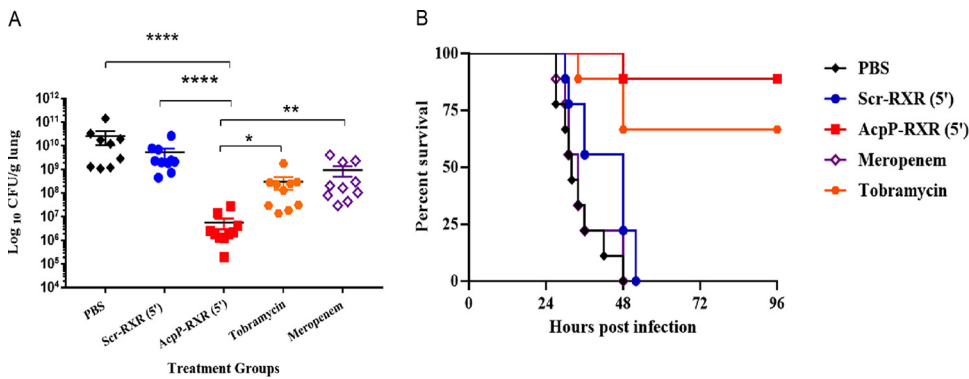 A
****
****
**
*
Log 10 CFU/g lung
10^12
10^11
10^10
10^9
10^8
10^7
10^6
10^5
10^4
PBS
Scr-RXR (5')
AcpP-RXR (5')
Tobramycin
Meropenem
Treatment Groups
B
Percent survival
100
75
50
25
0
0 24 48 72 96
Hours post infection
PBS
Scr-RXR (5')
AcpP-RXR (5')
Meropenem
Tobramycin